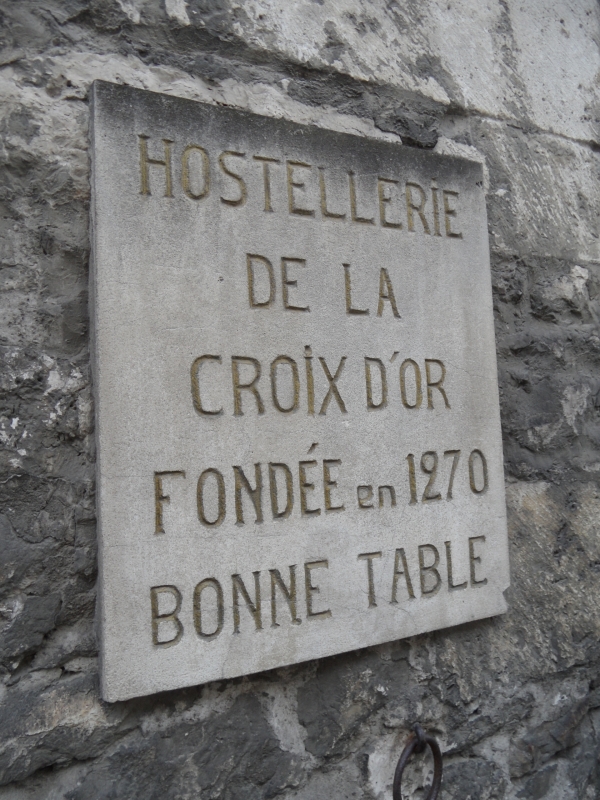 HOSTELLERIE
DE LA
CROiX D'OR
FONDÉE en 1270
BONNE TABLE